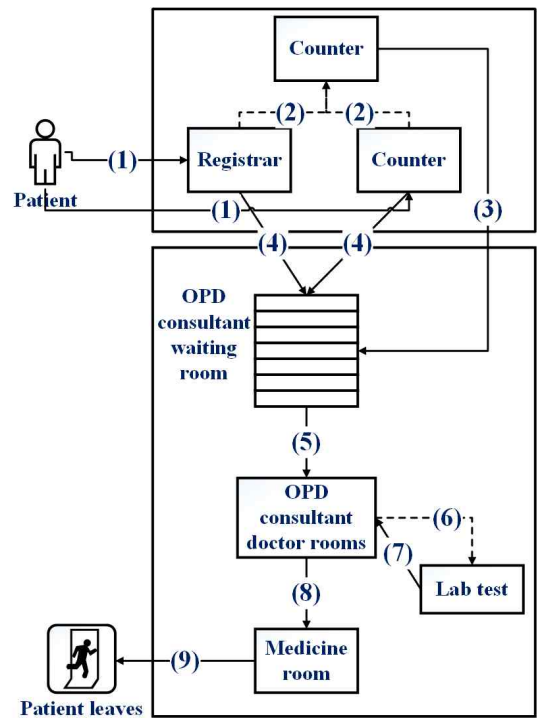 Counter
(2) (2)
(1)
Registrar
Counter
Patient
(1)
(3)
(4) (4)
OPD
consultant
waiting
room
(5)
OPD
consultant
doctor rooms
(6)
(7)
Lab test
(8)
Medicine
room
(9)
Patient leaves